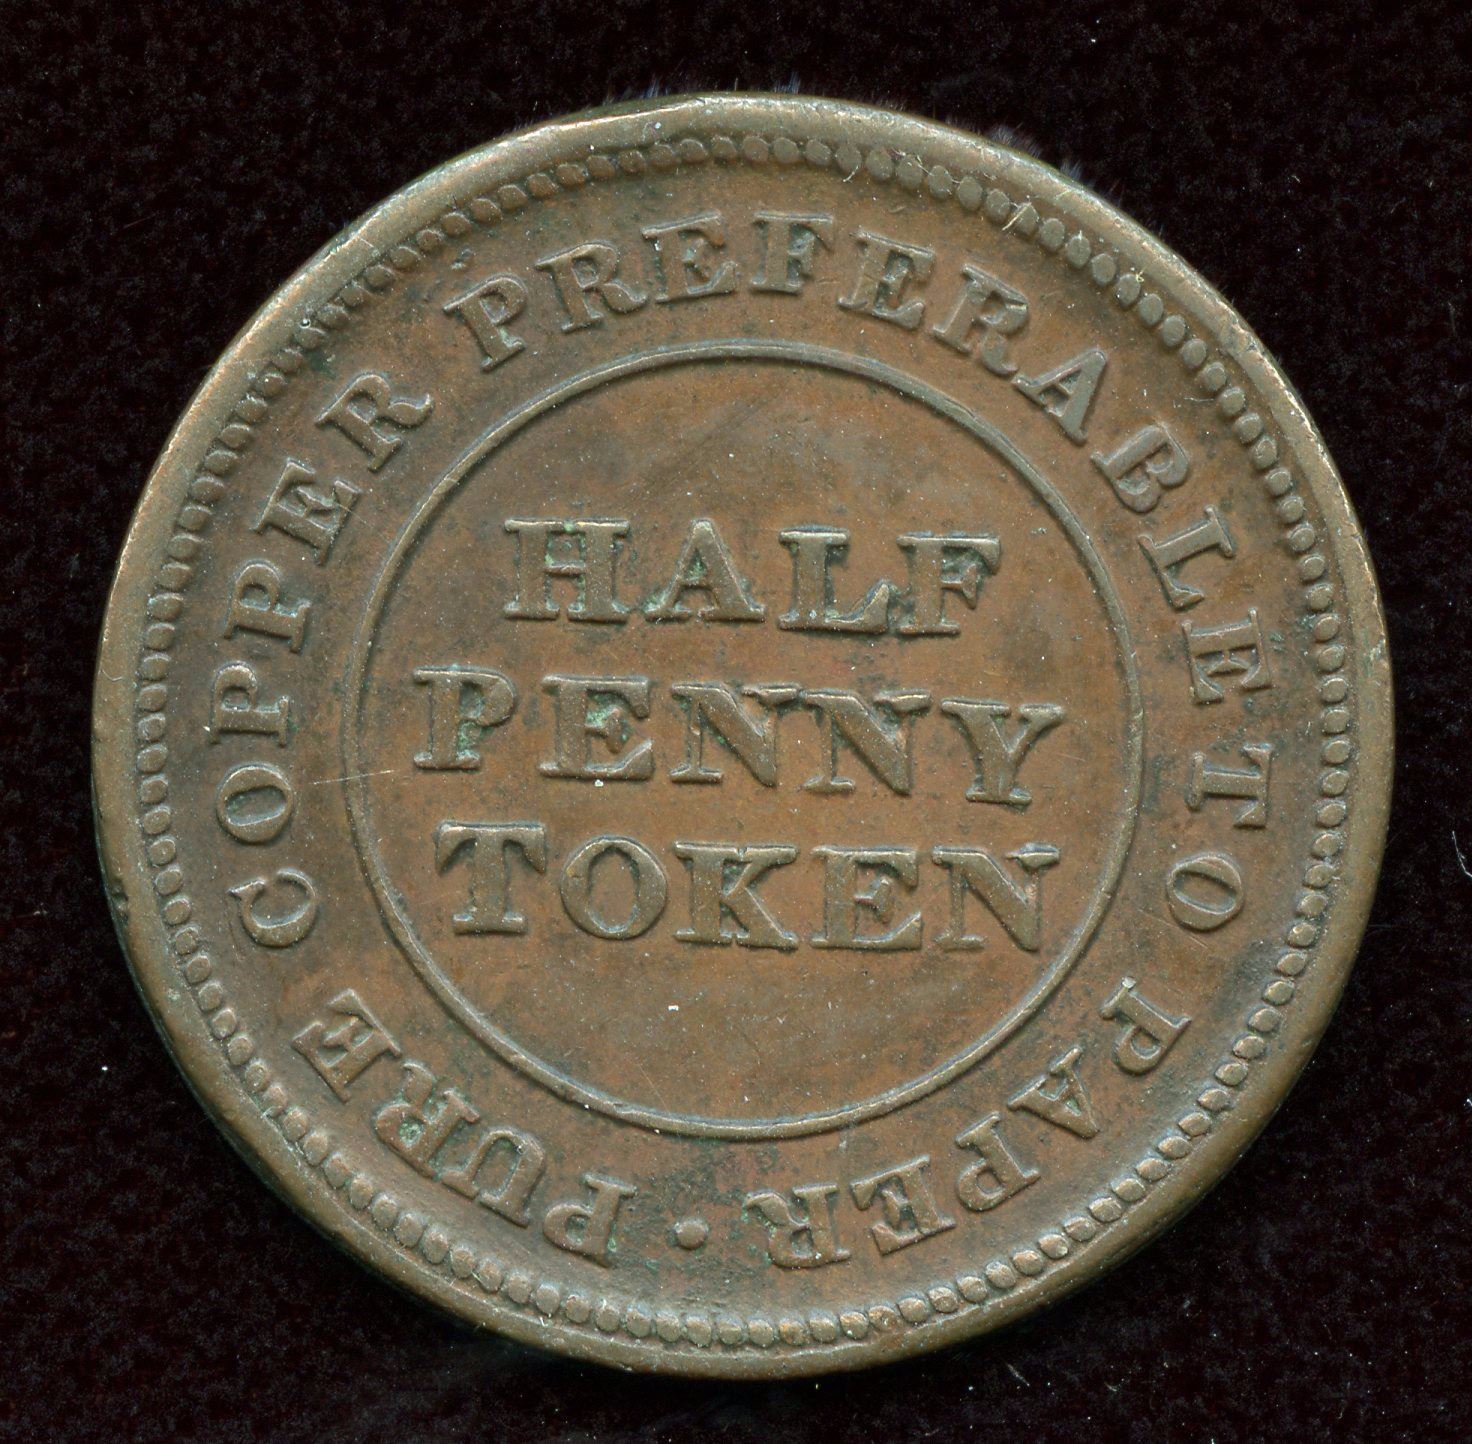 PURE COPPER PREFERABLE TO PAPER ·
HALF
PENNY
TOKEN